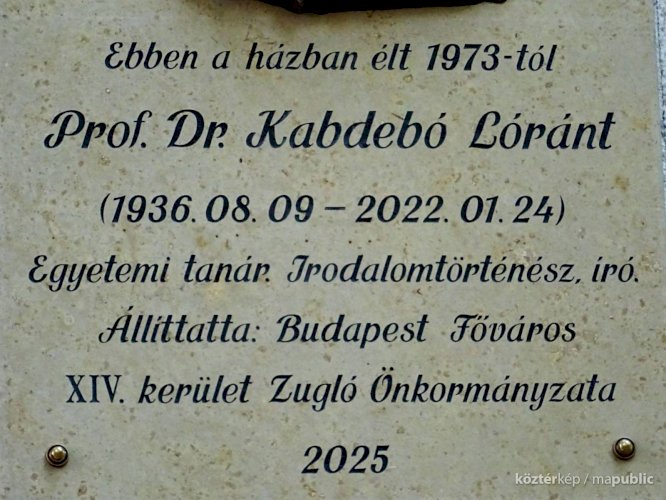 Ebben a házban élt 1973-tól
Prof. Dr. Kabdebó Lóránt
(1936. 08. 09 – 2022. 01. 24)
Egyetemi tanár. Irodalomtörténész, író.
Állíttatta: Budapest Főváros
XIV. kerület Zugló Önkormányzata
2025
köztérkép / mapublic